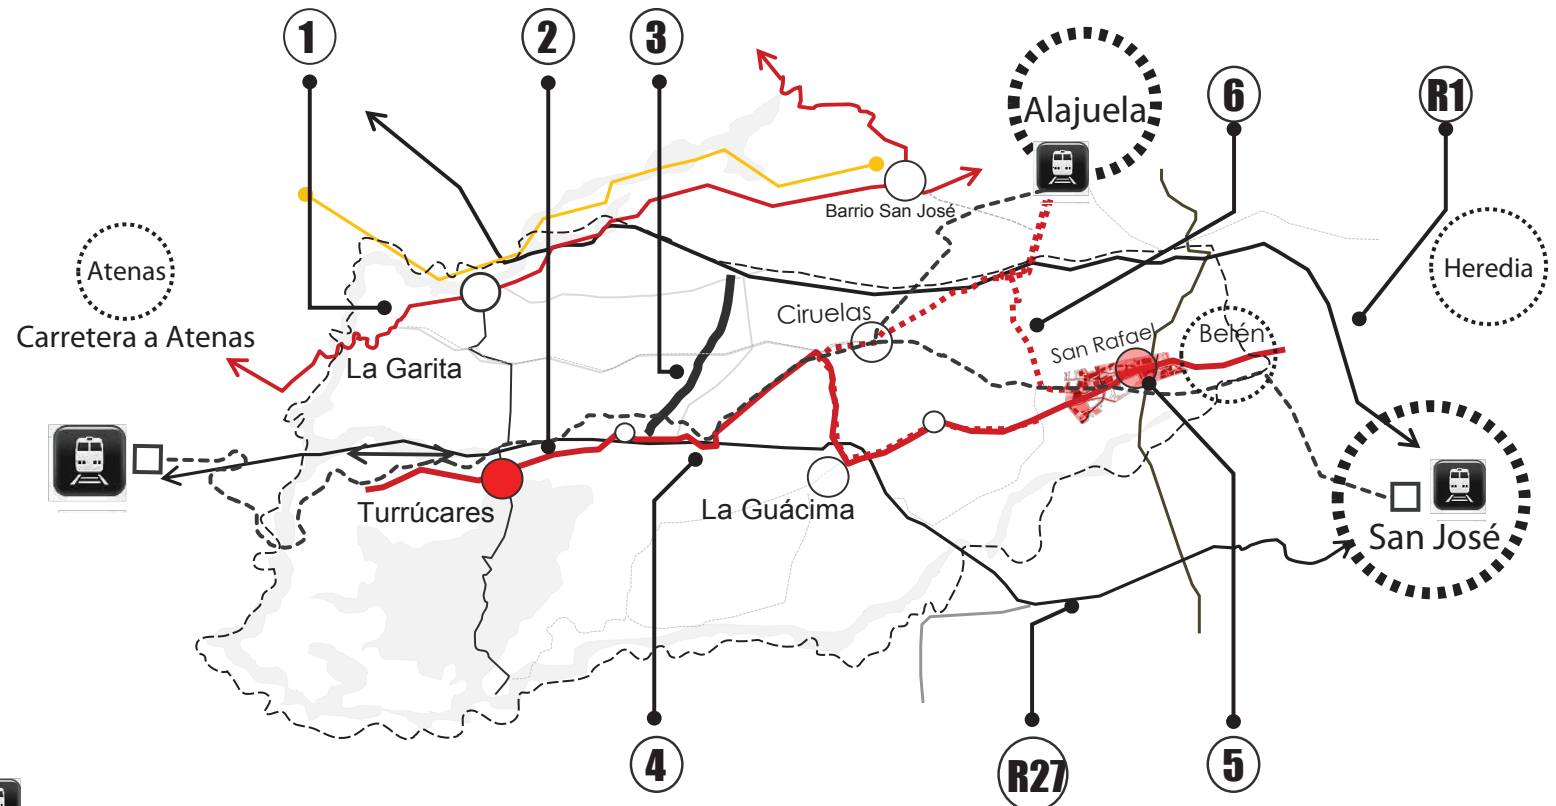 1
2
3
Alajuela
6
R1
Barrio San José
Atenas
Heredia
Carretera a Atenas
Ciruelas
San Rafael
Belén
La Garita
Turrúcares
La Guácima
San José
4
R27
5